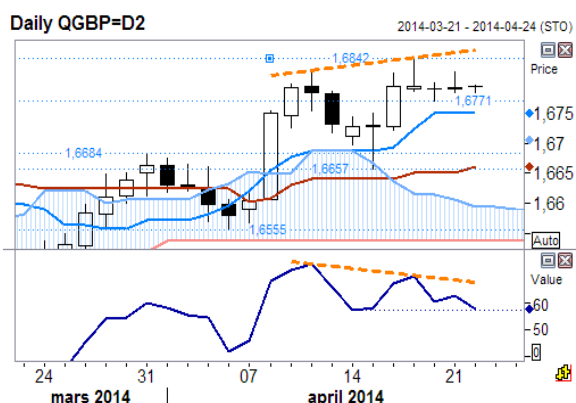 Daily QGBP=D2
2014-03-21 - 2014-04-24 (STO)
Price
1,6842
1,6771
1,675
1,6684
1,67
1,6657
1,665
1,66
1,6555
Auto
Value
60
50
0
24
31
07
14
21
mars 2014
april 2014